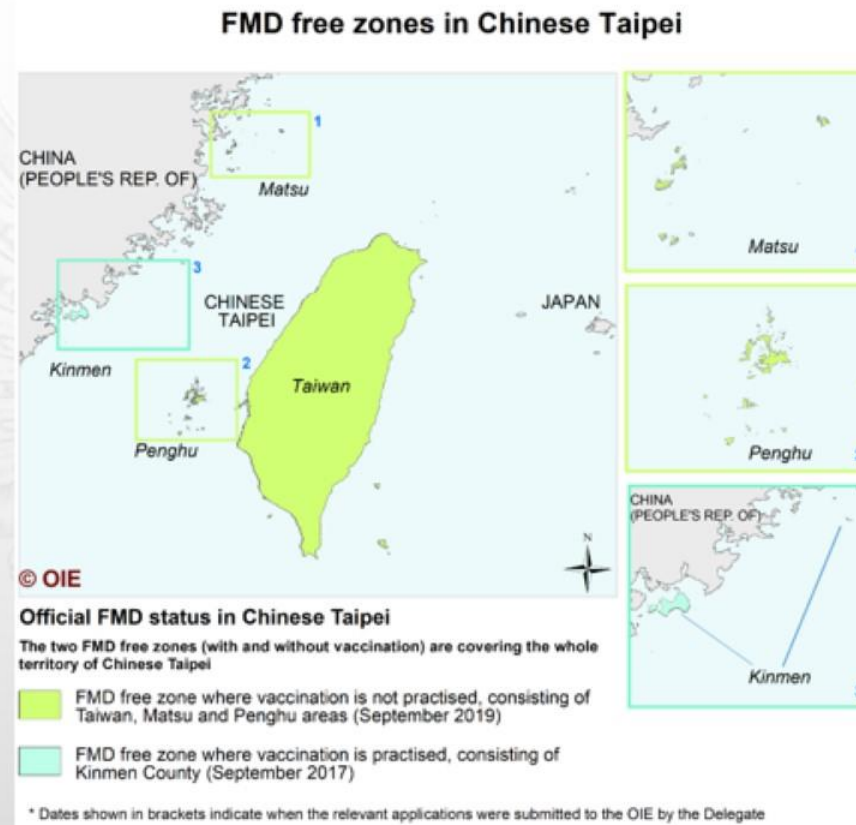 FMD free zones in Chinese Taipei
CHINA
(PEOPLE'S REP. OF)
1
Matsu
3
CHINESE
TAIPEI
JAPAN
Kinmen
2
Taiwan
Penghu
N
© OIE
Matsu
Penghu
CHINA
(PEOPLE'S REP. OF)
Kinmen
Official FMD status in Chinese Taipei
The two FMD free zones (with and without vaccination) are covering the whole
territory of Chinese Taipei
FMD free zone where vaccination is not practised, consisting of
Taiwan, Matsu and Penghu areas (September 2019)
FMD free zone where vaccination is practised, consisting of
Kinmen County (September 2017)
* Dates shown in brackets indicate when the relevant applications were submitted to the OIE by the Delegate